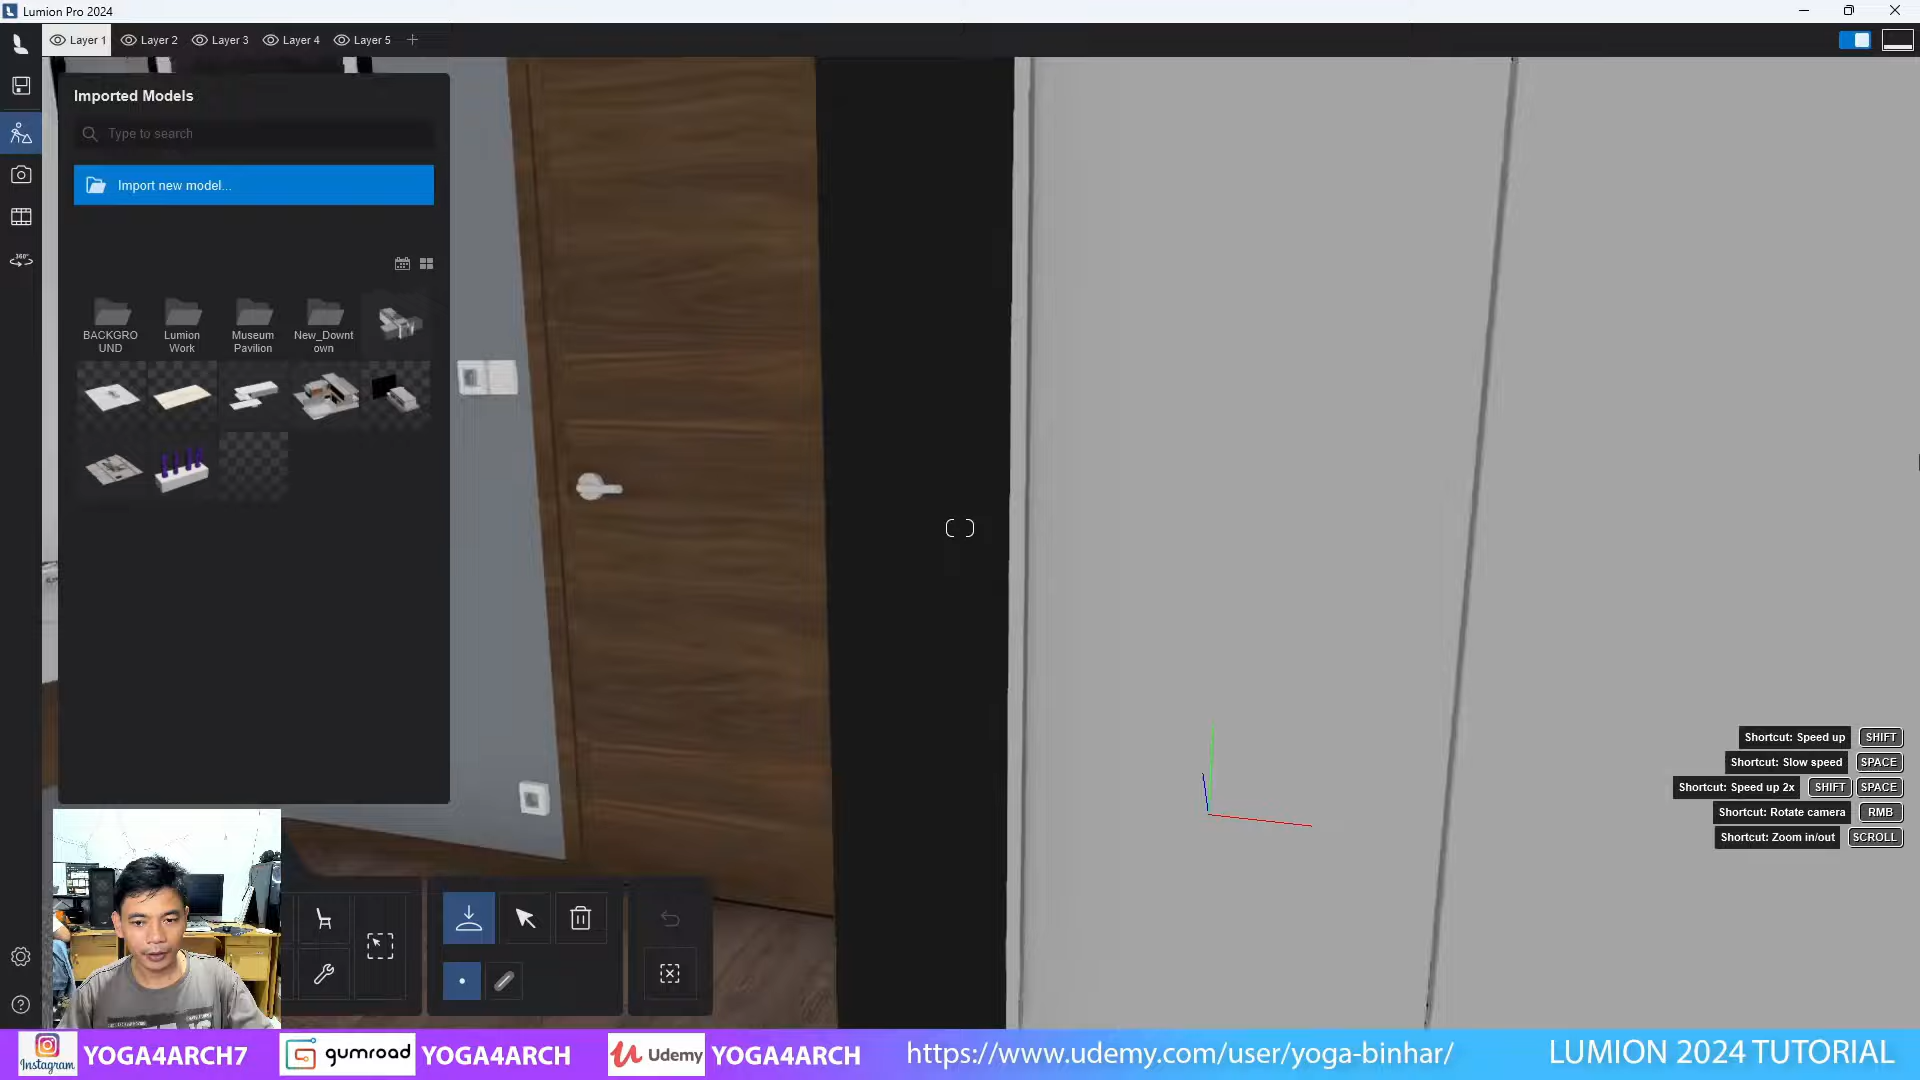 Lumion Pro 2024
Layer 1
Layer 2
Layer 3
Layer 4
Layer 5
Imported Models
Type to search
Import new model...
BACKGRO
UND
Lumion
Work
Museum
Pavilion
New_Downt
own
Shortcut: Speed up SHIFT
Shortcut: Slow speed SPACE
Shortcut: Speed up 2x SHIFT SPACE
Shortcut: Rotate camera RMB
Shortcut: Zoom in/out SCROLL
Instagram YOGA4ARCH7 gumroad YOGA4ARCH Udemy YOGA4ARCH https://www.udemy.com/user/yoga-binhar/ LUMION 2024 TUTORIAL